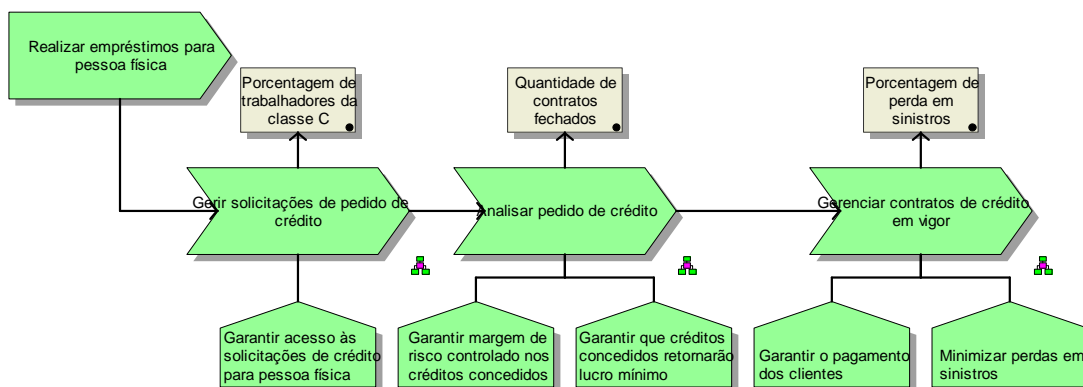 Realizar empréstimos para
pessoa física
Porcentagem de
trabalhadores da
classe C
Quantidade de
contratos
fechados
Porcentagem de
perda em
sinistros
Gerir solicitações de pedido de
crédito
Analisar pedido de crédito
Gerenciar contratos de crédito
em vigor
Garantir acesso às
solicitações de crédito
para pessoa física
Garantir margem de
risco controlado nos
créditos concedidos
Garantir que créditos
concedidos retornarão
lucro mínimo
Garantir o pagamento
dos clientes
Minimizar perdas em
sinistros